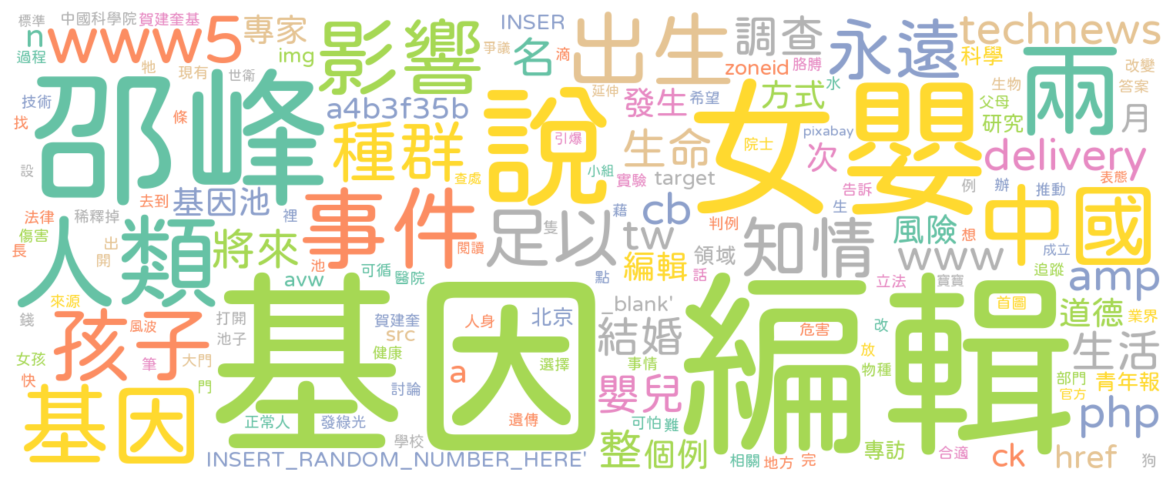 標準 中國科學院 賀建奎基 專家 影響 INSER 爭議 滴 出生 調查 永遠 technews
n www5 img 名 zoneid 胳膊 科學 改變
過程 牠 現有 世衛 延伸 生物 答案
技術 邵峰 a4b3f35b 說 發生 希望 方式 水 父母 兩
找 條 種群 引爆 生命 女嬰 pixabay 研究 月
設 查處 小組 target 院士 次 delivery
去到 基因池 裡 實驗 告訴 例 辦 推動 表態
法律 稀釋掉 事件 足以 藉 cb 判例 生 中國
傷害 出 人類 將來 隻 tw 領域 知情 風險 想 成立
長 開 閱讀 編輯 話 www 追蹤
池 avw 可循 醫院 點 立法 寶寶 amp
來源 基因編輯 _blank' 首圖 道德 業界
錢 孩子 風波 打開 賀建奎 人身 北京 結婚 危害 改
池子 src 健康 選擇 事情 放 生活
女孩 筆 大門 a 物種 部門 青年報
快 門 討論 嬰兒 官方
基因 正常人 發綠光 遺傳 可怕 難 php
學校 整 個例 專訪 合適
INSERT_RANDOM_NUMBER_HERE' 相關 地方 完 ck href 狗